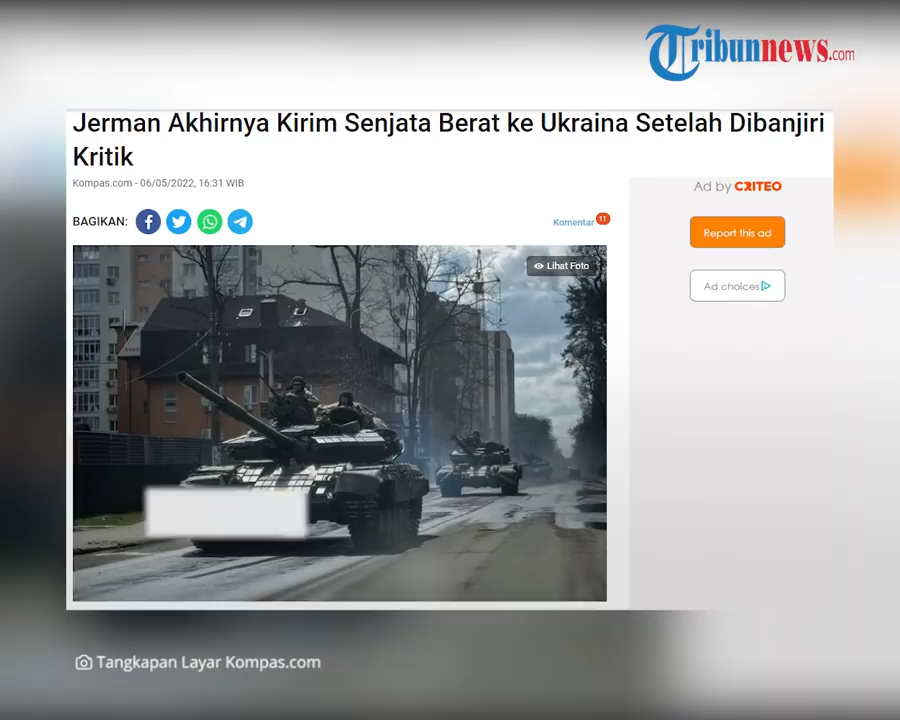 Tribunnews.com
Jerman Akhirnya Kirim Senjata Berat ke Ukraina Setelah Dibanjiri
Kritik
Kompas.com - 06/05/2022, 16:31 WIB
BAGIKAN:
Komentar 11
Lihat Foto
Ad by CRITEO
Report this ad
Ad choices
Tangkapan Layar Kompas.com